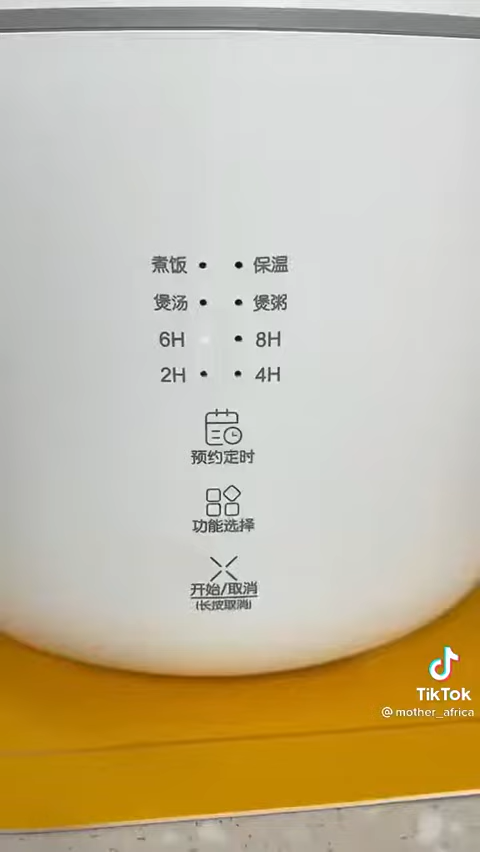 煮饭 保温
煲汤 煲粥
6H 8H
2H 4H
预约定时
功能选择
开始/取消
(长按取消)
TikTok
@mother_africa